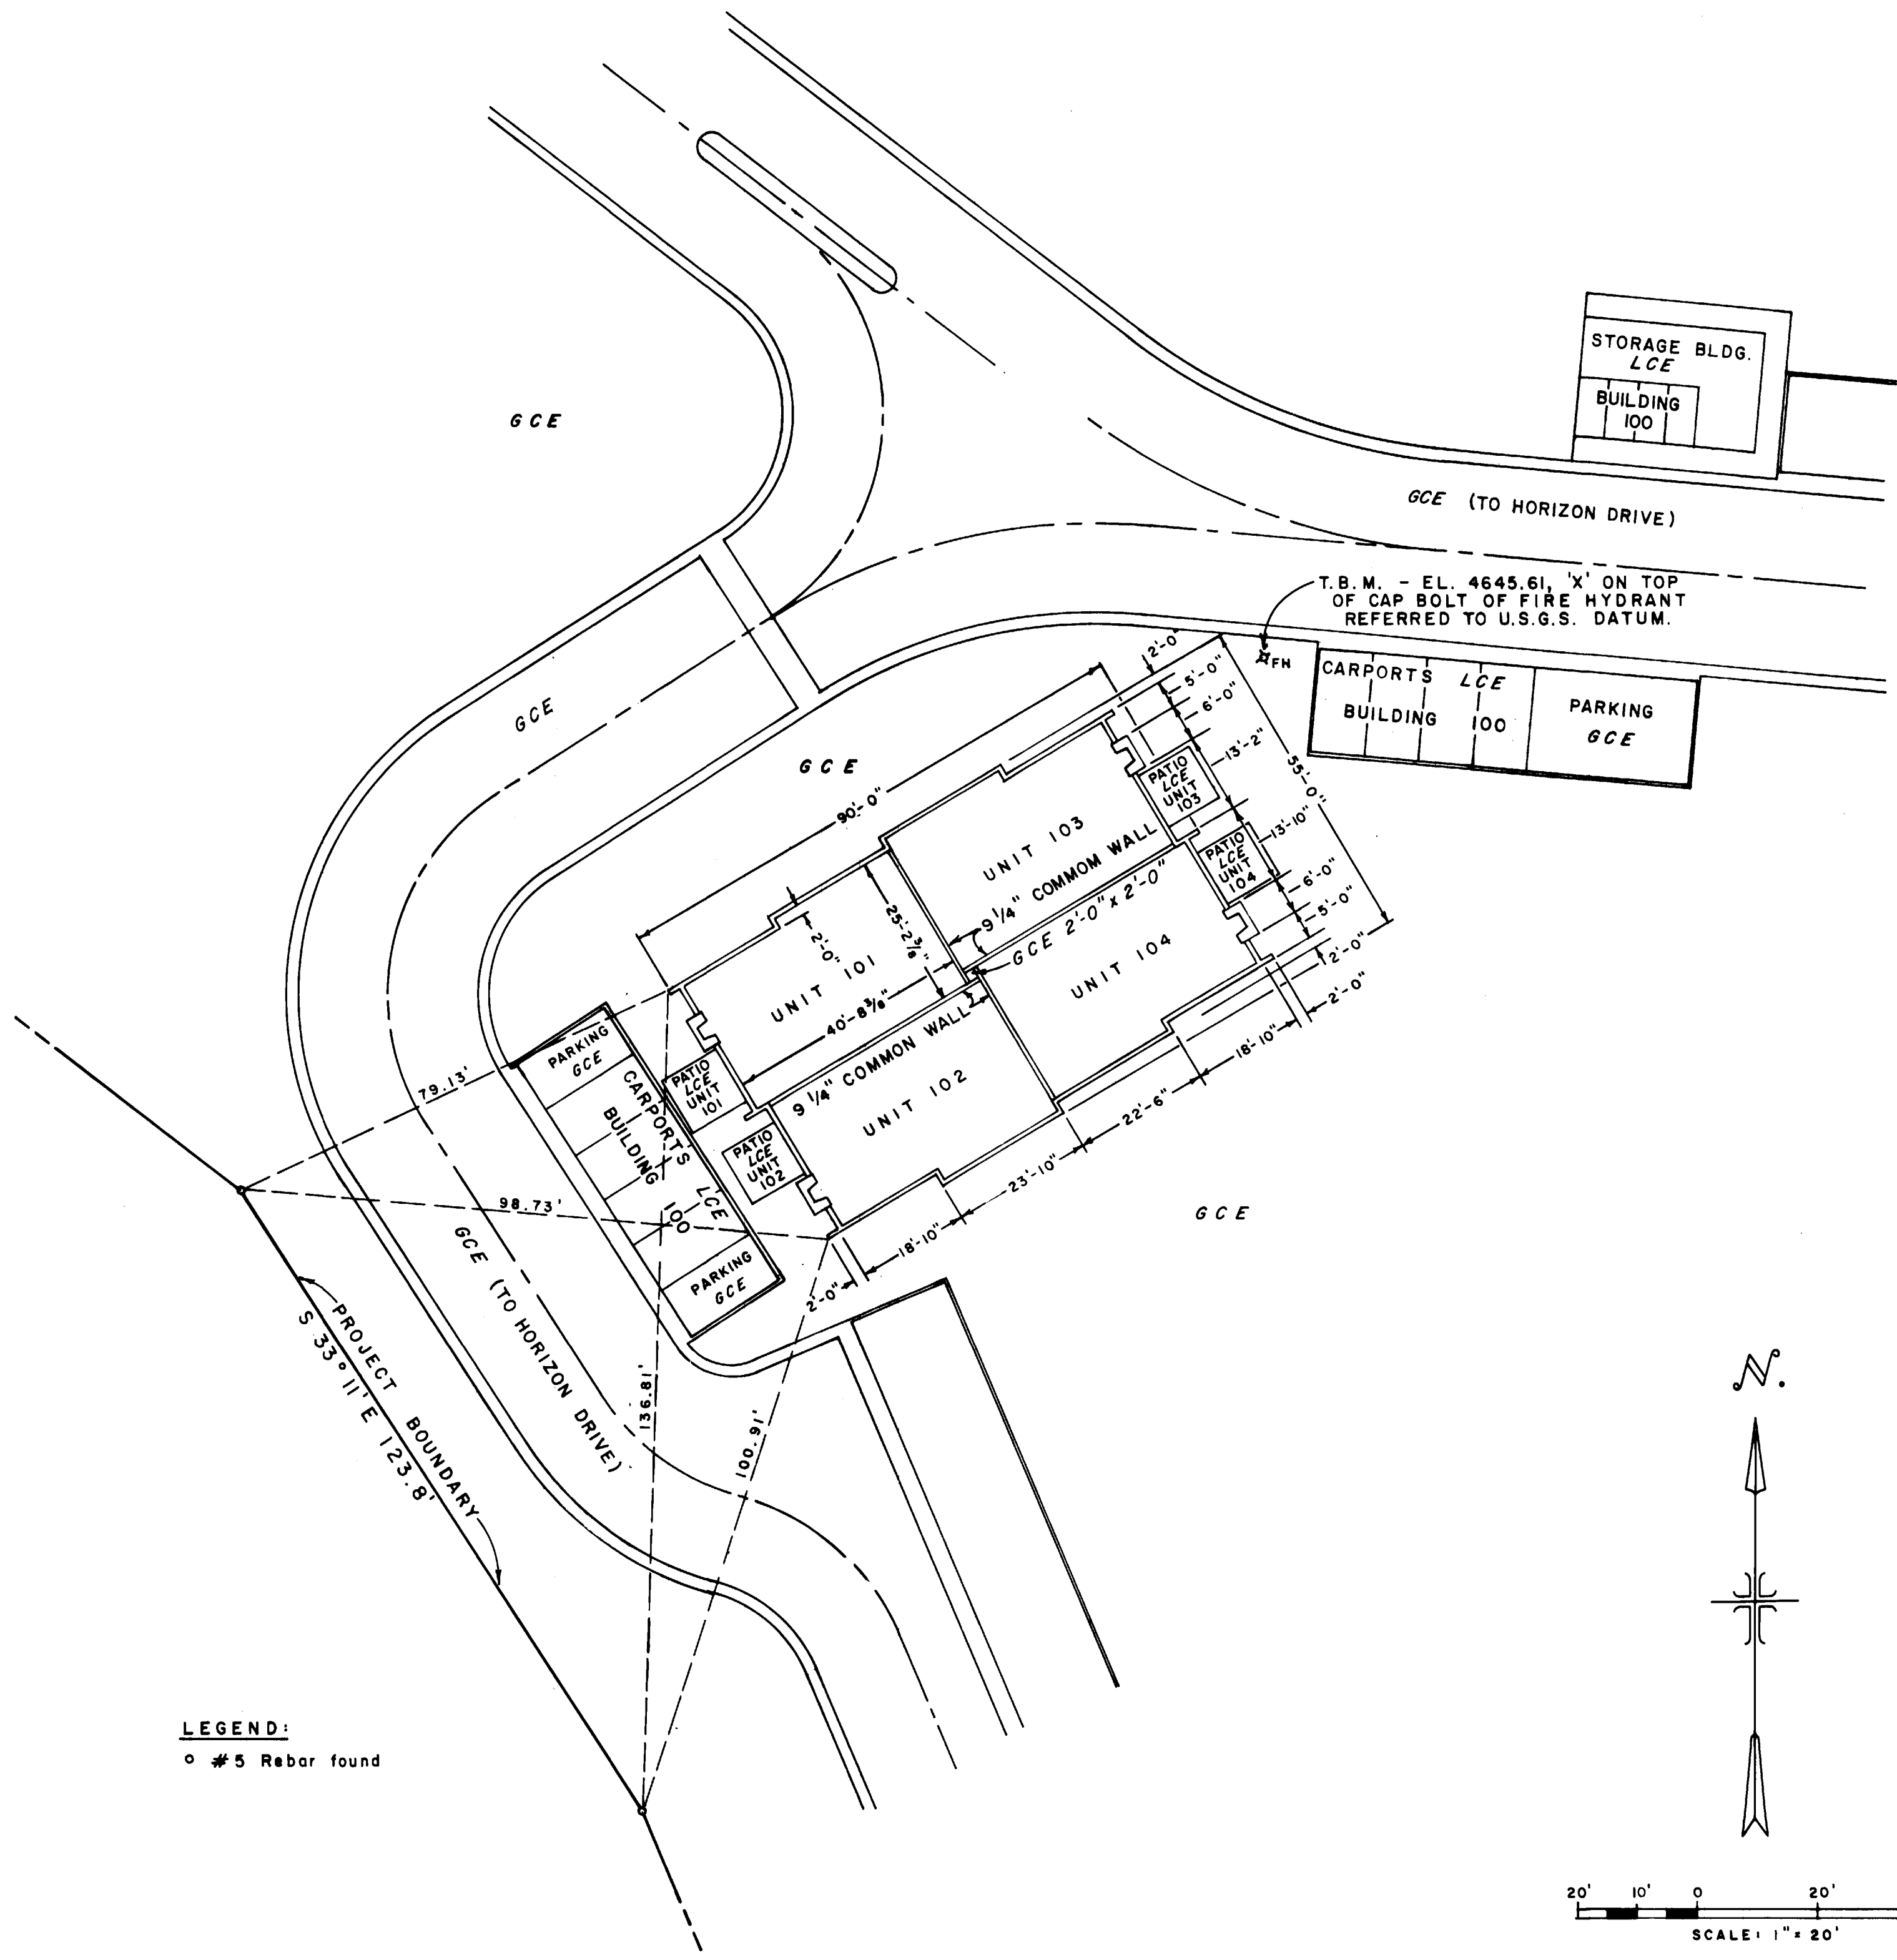 STORAGE BLDG.
LCE
BUILDING
100
GCE
GCE (TO HORIZON DRIVE)
T.B.M. - EL. 4645.61, 'X' ON TOP
OF CAP BOLT OF FIRE HYDRANT
REFERRED TO U.S.G.S. DATUM.
FH
CARPORTS LCE
BUILDING 100
PARKING
GCE
GCE
GCE
90'-0"
2'-0"
5'-0"
6'-0"
13'-2"
55'-0"
13'-10"
6'-0"
5'-0"
2'-0"
2'-0"
18'-10"
22'-6"
23'-10"
18'-10"
2'-0"
PATIO
LCE
UNIT
103
PATIO
LCE
UNIT
104
UNIT 103
9 1/4" COMMOM WALL
GCE 2'-0" x 2'-0"
UNIT 104
25'-2 3/8"
2'-0"
UNIT 101
40'-8 3/8"
9 1/4" COMMON WALL
UNIT 102
PATIO
LCE
UNIT
101
PATIO
LCE
UNIT
102
PARKING
GCE
CARPORTS LCE
BUILDING 100
PARKING
GCE
79.13'
98.73'
136.81'
100.91'
GCE
GCE (TO HORIZON DRIVE)
PROJECT BOUNDARY
S 33° 11' E 123.8'
N.
LEGEND:
o #5 Rebar found
20' 10' 0 20'
SCALE: 1" = 20'